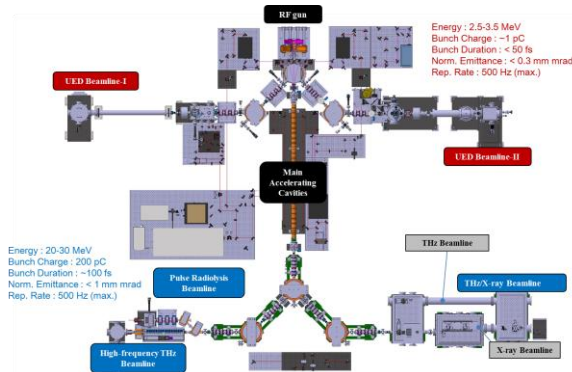 RF gun
Energy ; 2.5-3.5 MeV
Bunch Charge : ~1 pC
Bunch Duration : < 50 fs
Norm. Emittance : < 0.3 mm mrad
Rep. Rate : 500 Hz (max.)
UED Beamline-I
UED Beamline-II
Main
Accelerating
Cavities
Energy : 20-30 MeV
Bunch Charge : 200 pC
Bunch Duration : ~100 fs
Norm. Emittance : < 1 mm mrad
Rep. Rate : 500 Hz (max.)
Pulse Radiolysis
Beamline
THz Beamline
THz/X-ray Beamline
High-frequency THz
Beamline
X-ray Beamline